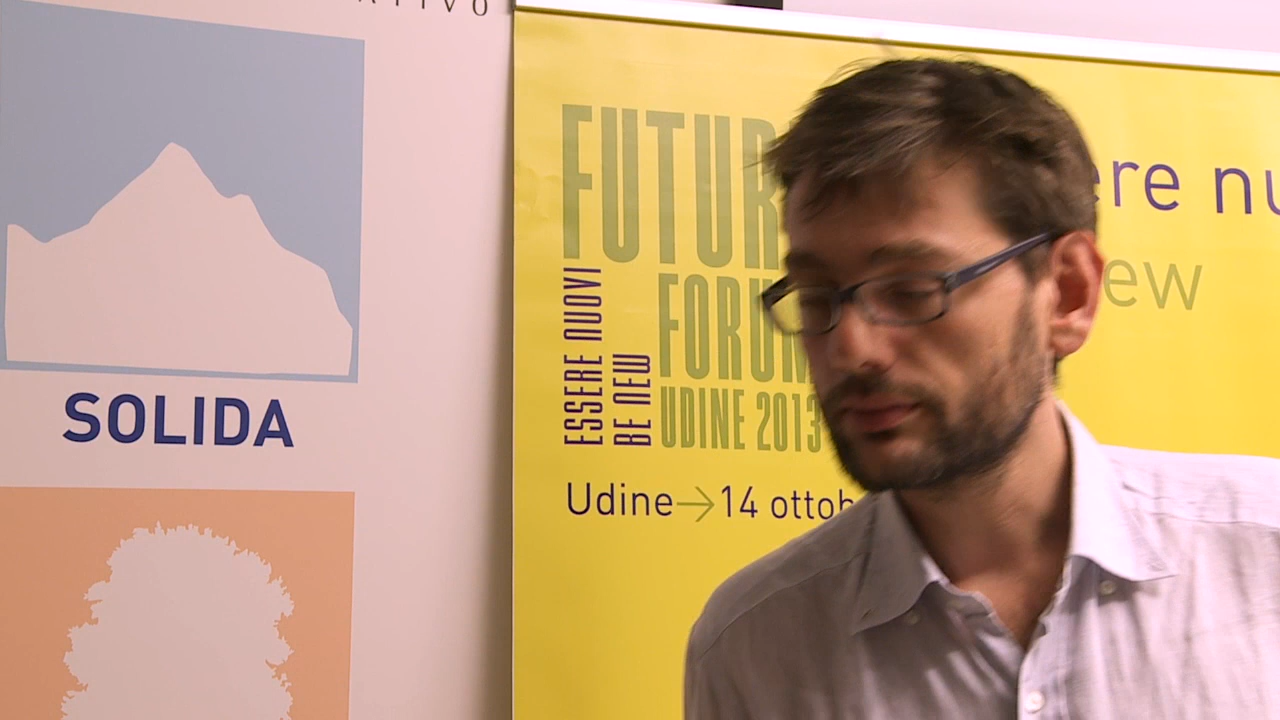 SOLIDA
FUTUR
FORUM
UDINE 2013
ESSERE NUOVI
BE NEW
Udine→14 ottob
ere nu
ew